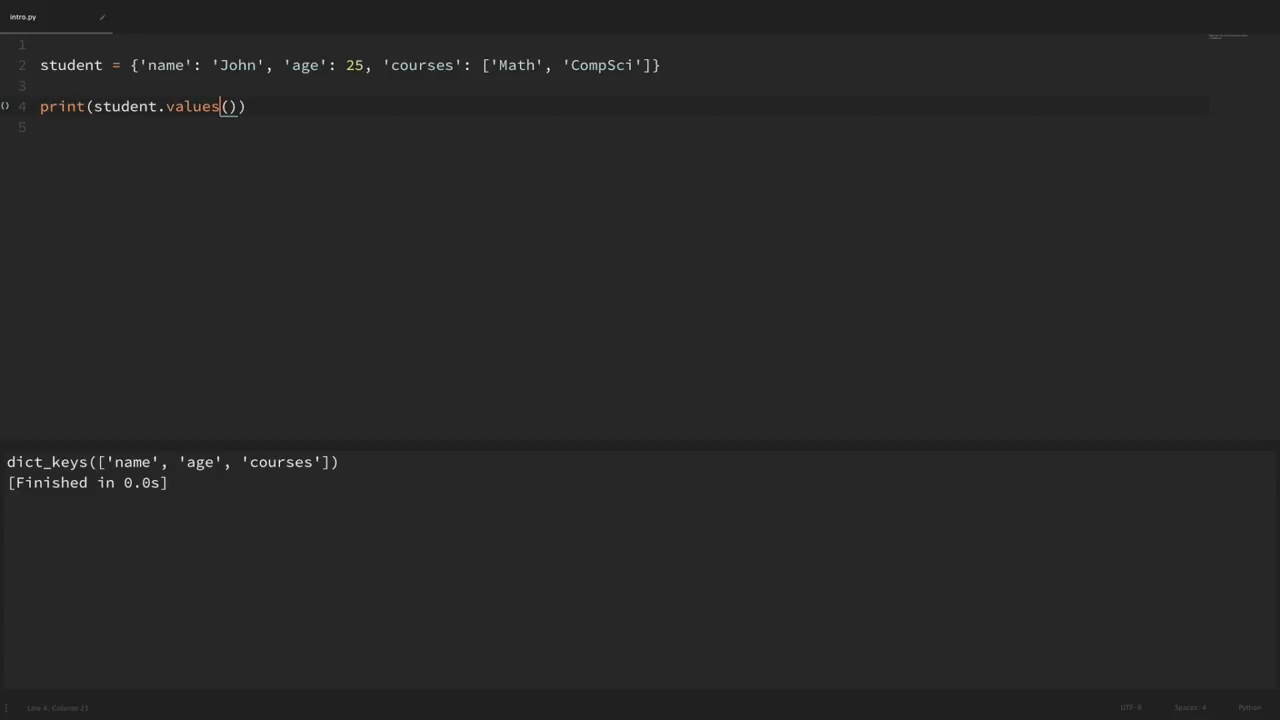 intro.py
1
2 student = {'name': 'John', 'age': 25, 'courses': ['Math', 'CompSci']}
3
() 4 print(student.values())
5
dict_keys(['name', 'age', 'courses'])
[Finished in 0.0s]
Line 4, Column 21 UTF-8 Spaces: 4 Python